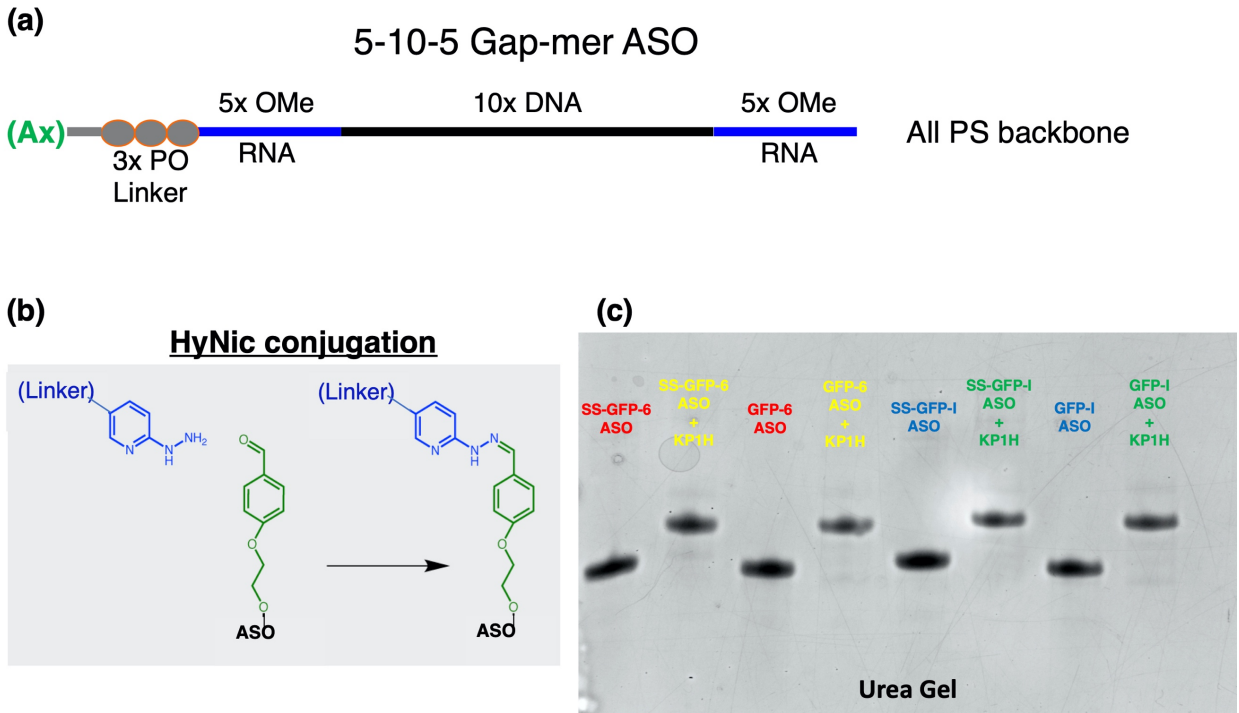 (a)
5-10-5 Gap-mer ASO
5x OMe
10x DNA
5x OMe
(Ax)
All PS backbone
3x PO
RNA
RNA
Linker
(b)
HyNic conjugation
(Linker)
N
N
H
NH2
O
O
O
ASO
(Linker)
N
N
H
N
O
O
ASO
(c)
SS-GFP-6
ASO
SS-GFP-6
ASO
+
KP1H
GFP-6
ASO
GFP-6
ASO
+
KP1H
SS-GFP-I
ASO
SS-GFP-I
ASO
+
KP1H
GFP-I
ASO
GFP-I
ASO
+
KP1H
Urea Gel